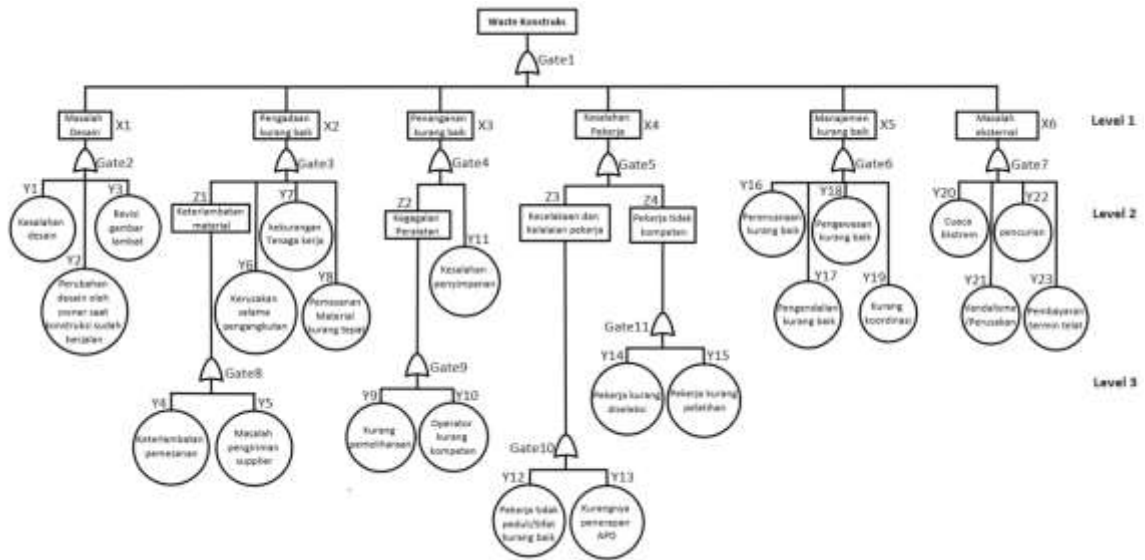 Waste Konstruks
Gate1
Masalah
Desain
X1
Pengadaan
kurang baik
X2
Penanganan
kurang baik
X3
Kesalahan
Pekerja
X4
Manajemen
kurang baik
X5
Masalah
eksternal
X6
Level 1
Gate2
Gate3
Gate4
Gate5
Gate6
Gate7
Y1
Kesalahan
desain
Y3
Revisi
gambar
lambat
Y2
Perubahan
desain oleh
owner saat
konstruksi sudah
berjalan
Z1
Keterlambatan
material
Y7
kekurangan
Tenaga kerja
Y6
Kerusakan
selama
pengangkutan
Y8
Pemesanan
Material
kurang tepat
Z2
Kegagalan
Peralatan
Y11
Kesalahan
penyimpanan
Z3
Kecelakaan dan
kelalaian pekerja
Z4
Pekerja tidak
kompeten
Y16
Perencanaan
kurang baik
Y18
Pengawasan
kurang baik
Y17
Pengendalian
kurang baik
Y19
Kurang
koordinasi
Y20
Cuaca
Ekstrem
Y22
pencurian
Y21
Vandalisme
/Perusakan
Y23
Pembayaran
termin telat
Level 2
Gate8
Y4
Keterlambatan
pemesanan
Y5
Masalah
pengiriman
supplier
Gate9
Y9
Kurang
pemeliharaan
Y10
Operator
kurang
kompeten
Gate11
Y14
Pekerja kurang
diseleksi
Y15
Pekerja kurang
pelatihan
Level 3
Gate10
Y12
Pekerja tidak
peduli/sifat
kurang baik
Y13
Kurangnya
penerapan
APD